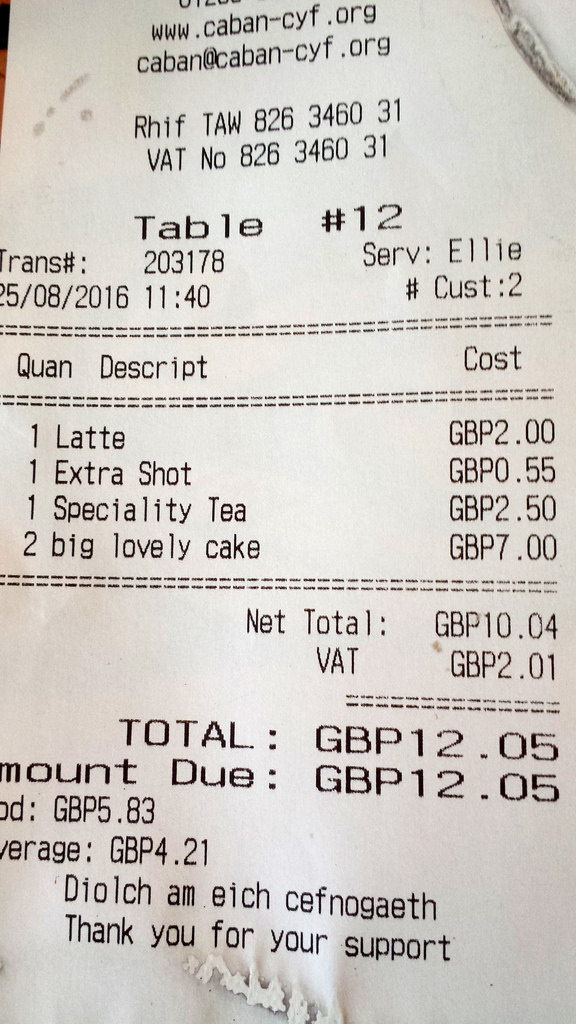 www.caban-cyf.org
caban@caban-cyf.org
Rhif TAW 826 3460 31
VAT No 826 3460 31
Table #12
Trans#: 203178 Serv: Ellie
25/08/2016 11:40 # Cust:2
Quan Descript Cost
1 Latte GBP2.00
1 Extra Shot GBP0.55
1 Speciality Tea GBP2.50
2 big lovely cake GBP7.00
Net Total: GBP10.04
VAT GBP2.01
TOTAL: GBP12.05
mount Due: GBP12.05
od: GBP5.83
verage: GBP4.21
Diolch am eich cefnogaeth
Thank you for your support